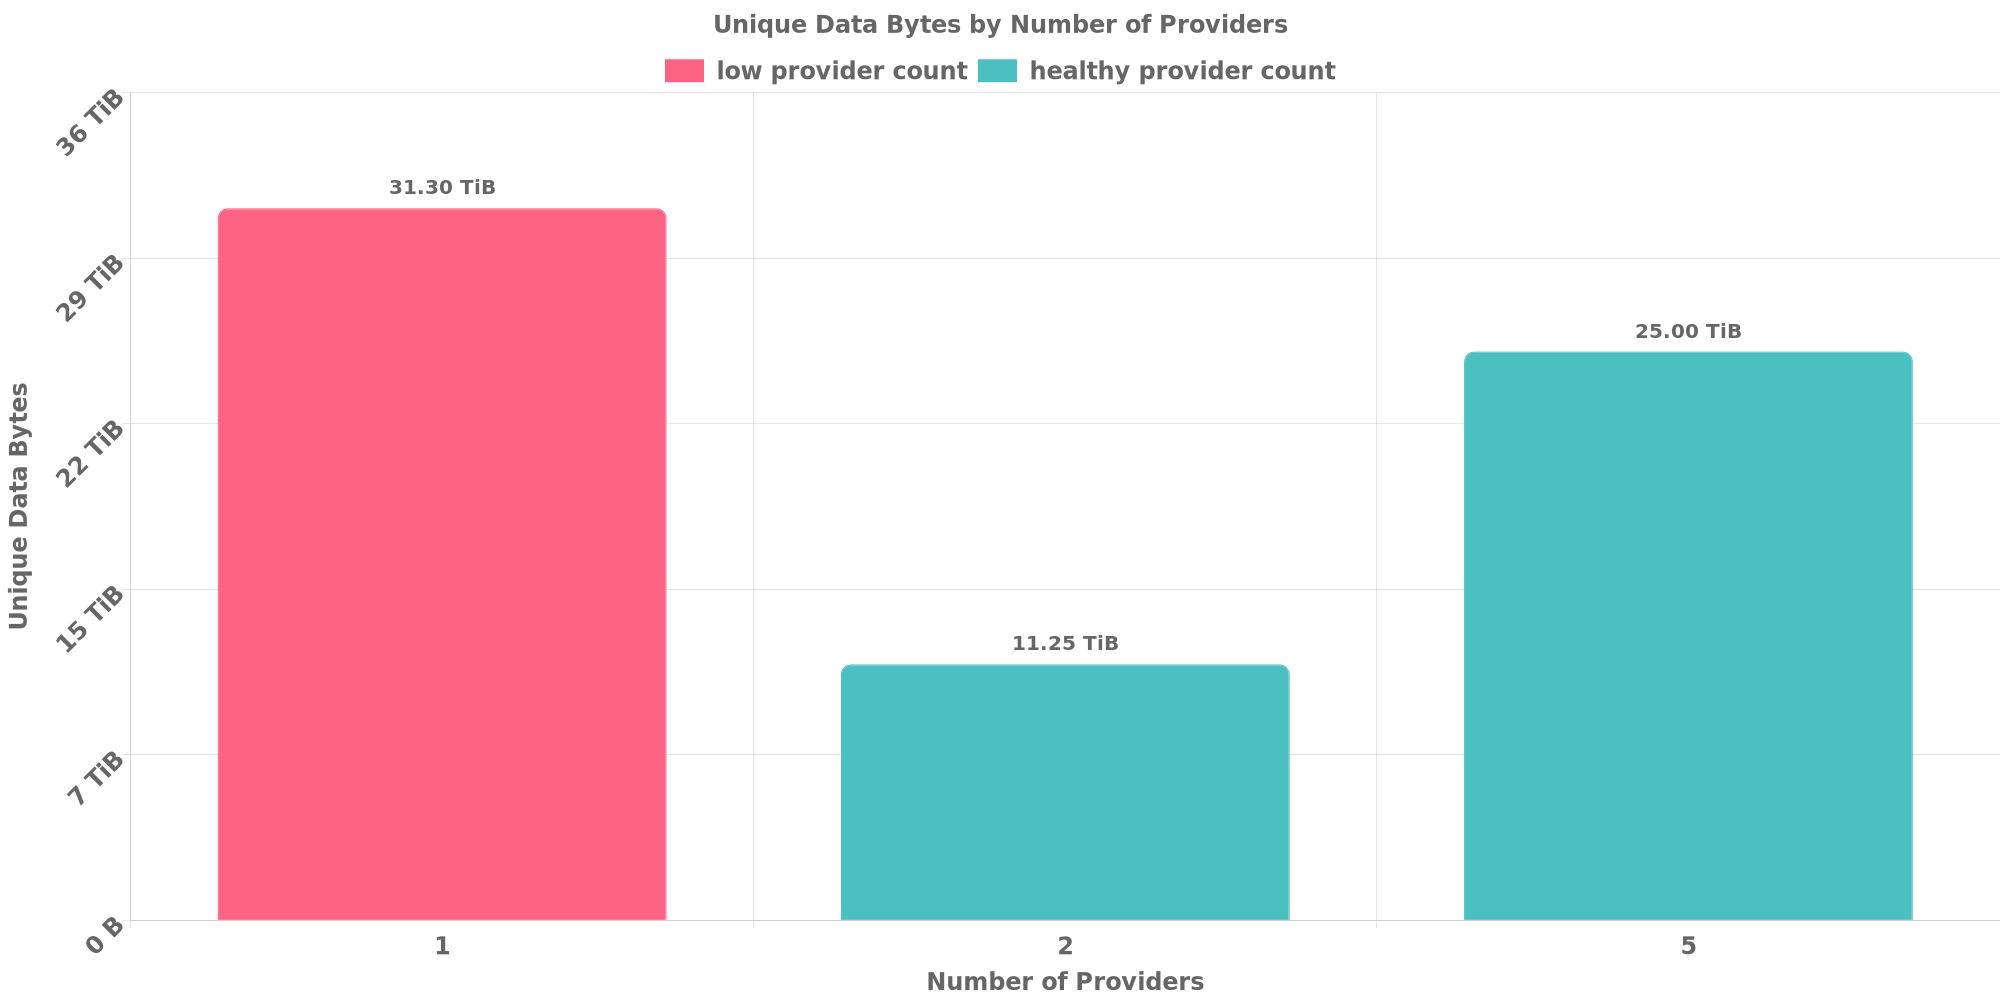 Unique Data Bytes by Number of Providers
low provider count healthy provider count
36 TiB
29 TiB
22 TiB
15 TiB
7 TiB
0 B
Unique Data Bytes
31.30 TiB
11.25 TiB
25.00 TiB
1 2 5
Number of Providers